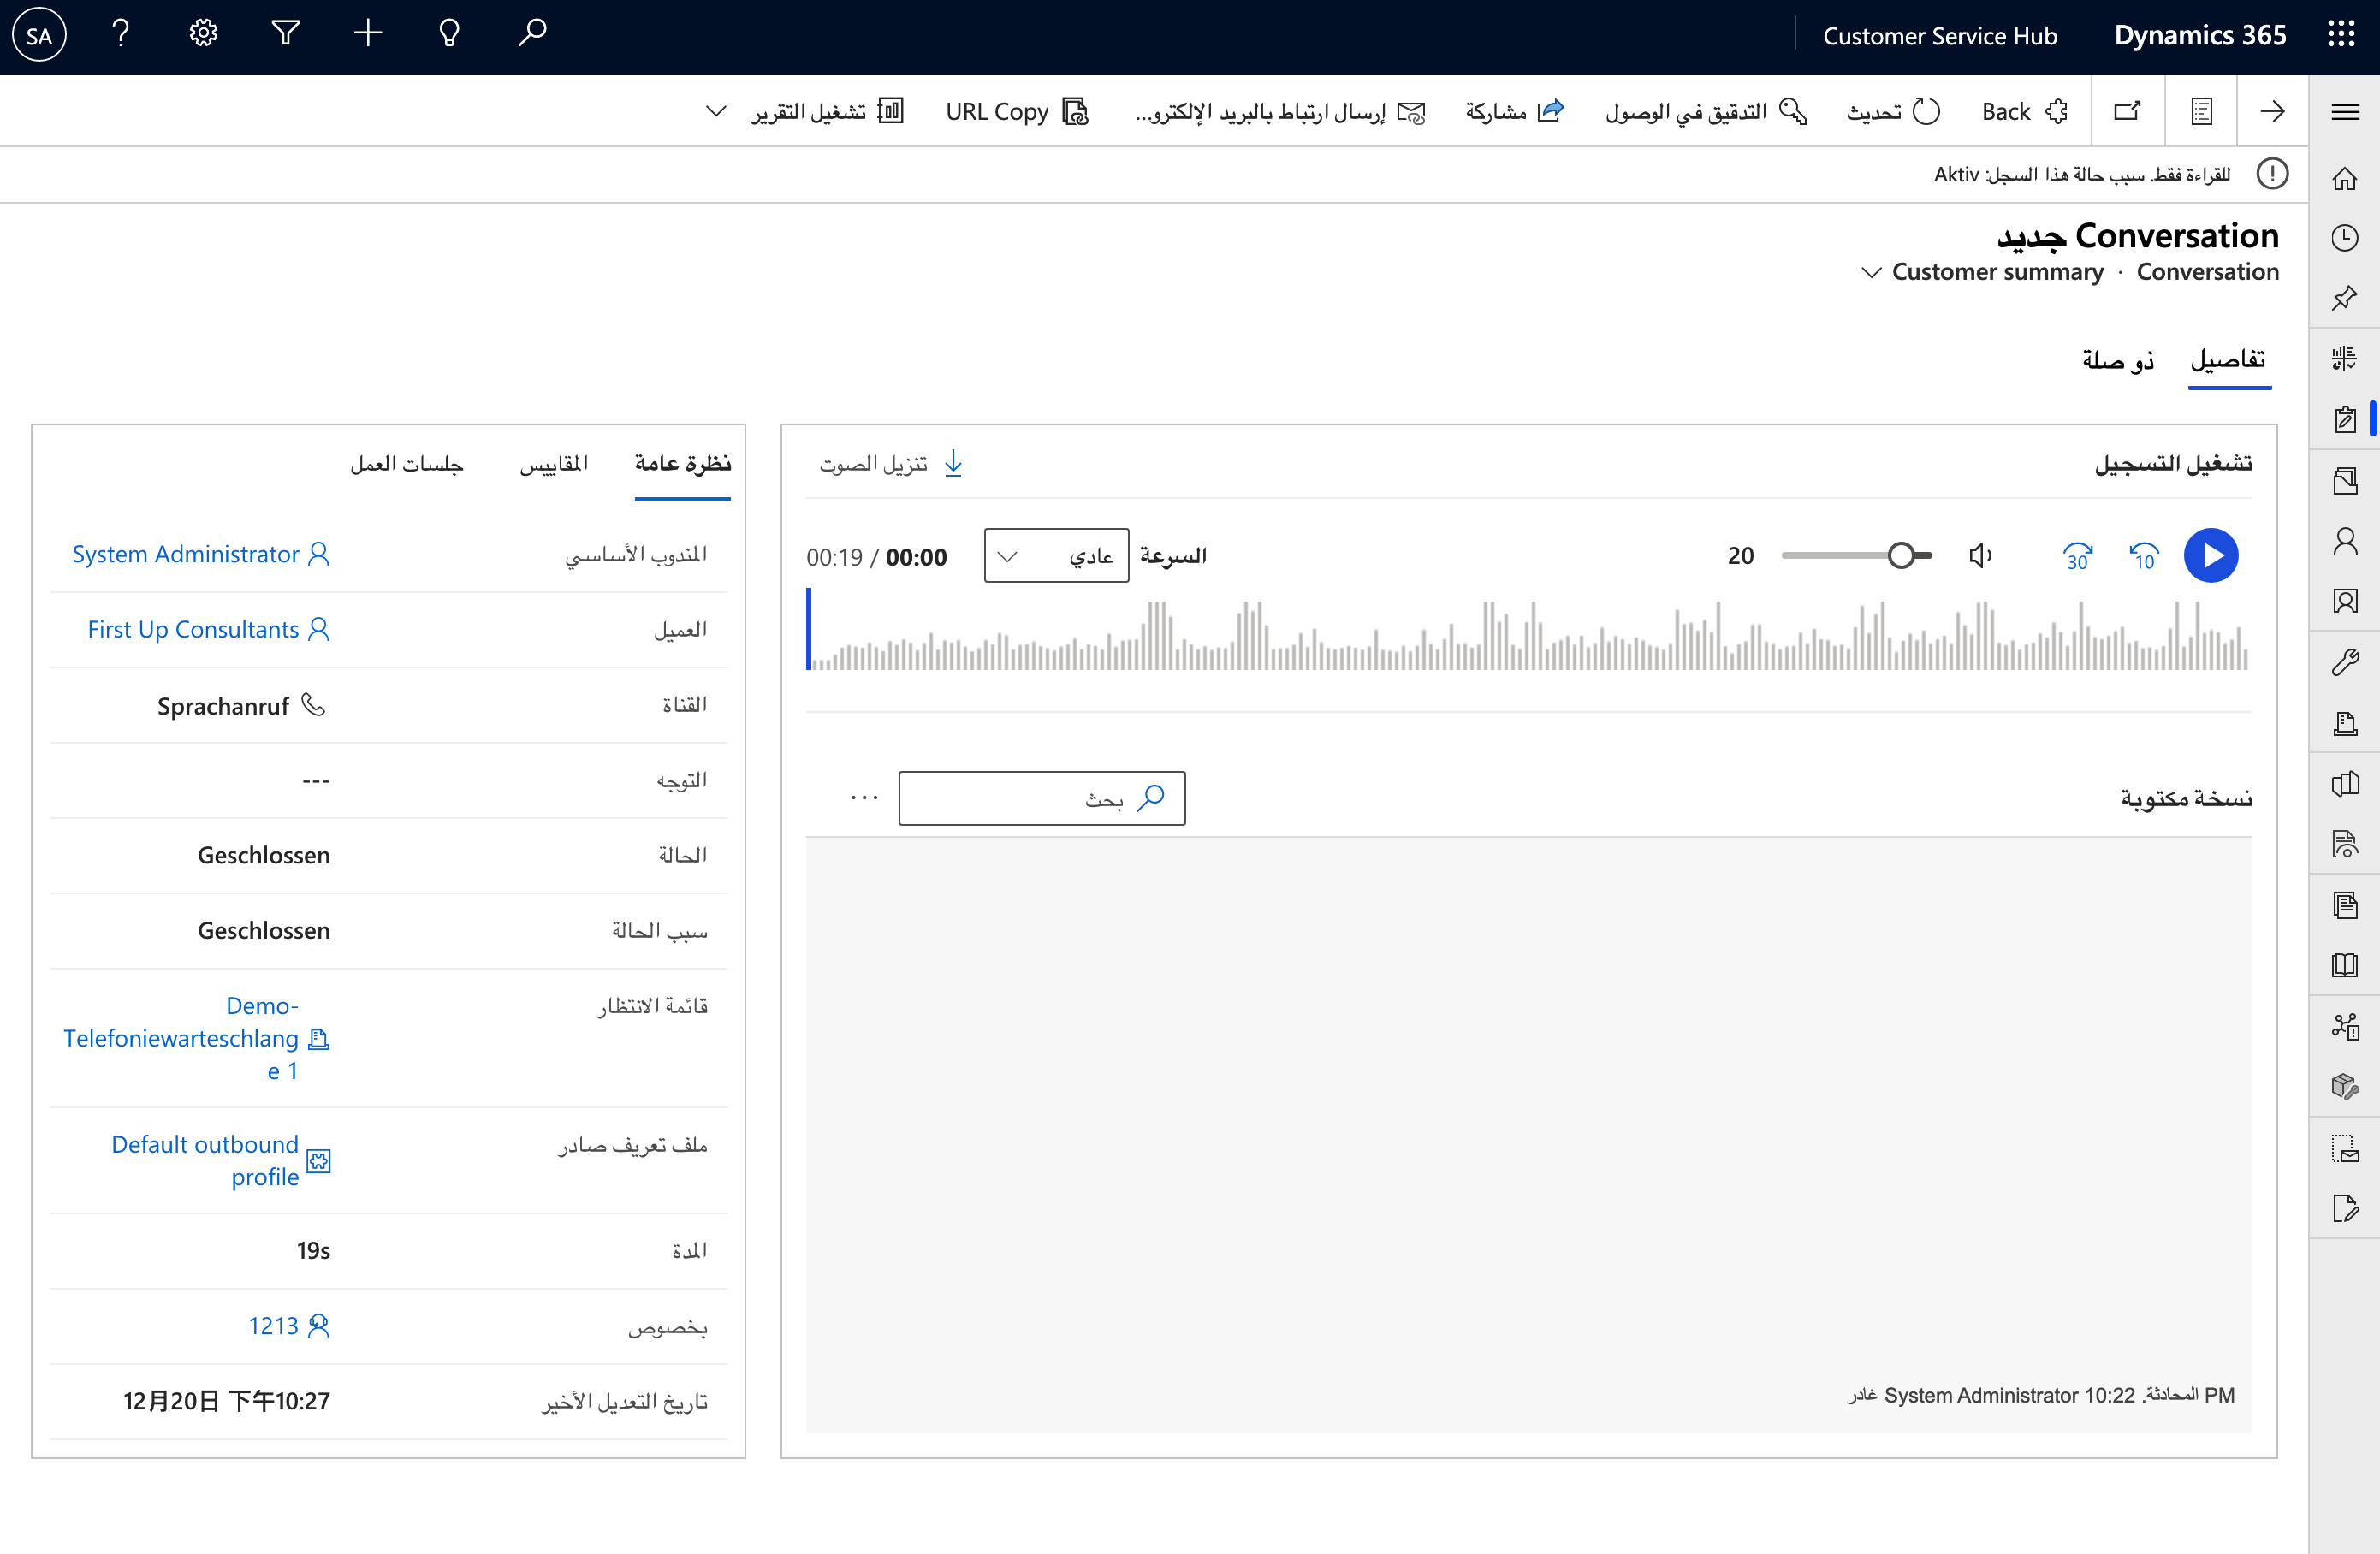 Dynamics 365
Customer Service Hub
SA
Back
تحديث
التدقيق في الوصول
مشاركة
إرسال ارتباط بالبريد الإلكترو...
URL Copy
تشغيل التقرير
للقراءة فقط. سبب حالة هذا السجل: Aktiv
Conversation جديد
Conversation · Customer summary
تفاصيل
ذو صلة
تشغيل التسجيل
تنزيل الصوت
10
30
20
السرعة
عادي
00:19 / 00:00
نسخة مكتوبة
بحث
...
PM المحادثة. 10:22 System Administrator غادر
نظرة عامة
المقاييس
جلسات العمل
المندوب الأساسي
System Administrator
العميل
First Up Consultants
القناة
Sprachanruf
التوجه
---
الحالة
Geschlossen
سبب الحالة
Geschlossen
قائمة الانتظار
Demo-
Telefoniewarteschlang
e 1
ملف تعريف صادر
Default outbound
profile
المدة
19s
بخصوص
1213
تاريخ التعديل الأخير
12月20日 下午10:27